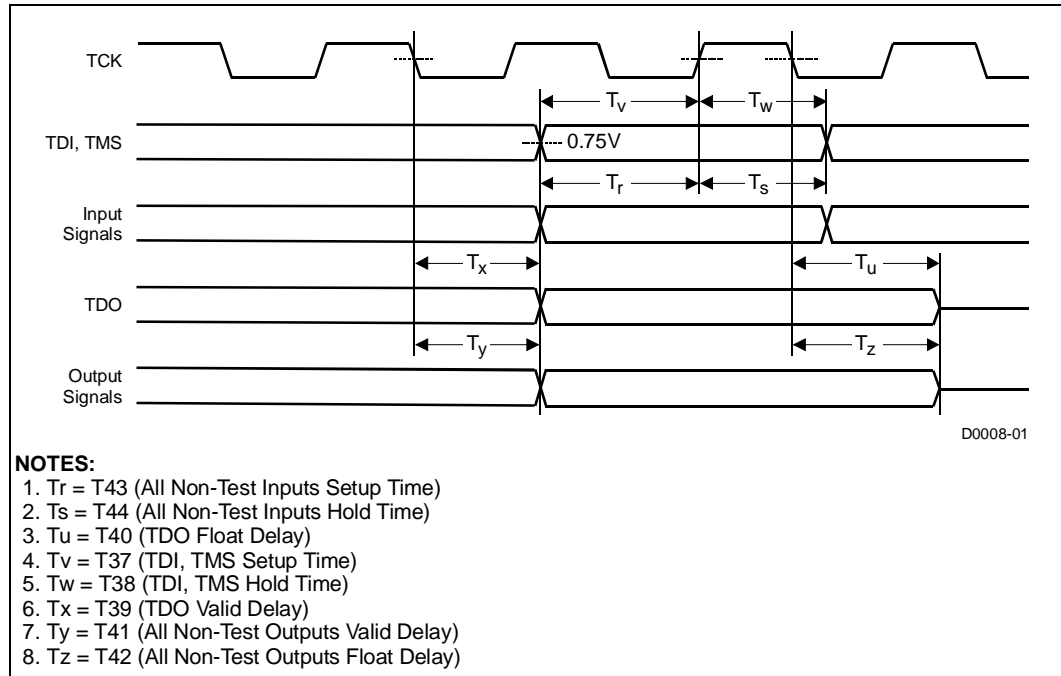 TCK
Tv
Tw
TDI, TMS
0.75V
Tr
Ts
Input
Signals
Tx
Tu
TDO
Ty
Tz
Output
Signals
D0008-01
NOTES:
1. Tr = T43 (All Non-Test Inputs Setup Time)
2. Ts = T44 (All Non-Test Inputs Hold Time)
3. Tu = T40 (TDO Float Delay)
4. Tv = T37 (TDI, TMS Setup Time)
5. Tw = T38 (TDI, TMS Hold Time)
6. Tx = T39 (TDO Valid Delay)
7. Ty = T41 (All Non-Test Outputs Valid Delay)
8. Tz = T42 (All Non-Test Outputs Float Delay)